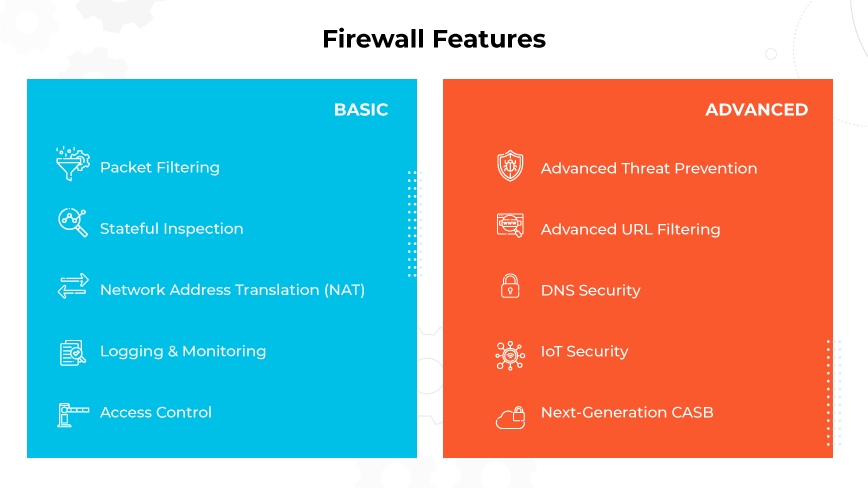 Firewall Features
BASIC
Packet Filtering
Stateful Inspection
Network Address Translation (NAT)
Logging & Monitoring
Access Control
ADVANCED
Advanced Threat Prevention
Advanced URL Filtering
WWW
DNS Security
IoT Security
Next-Generation CASB